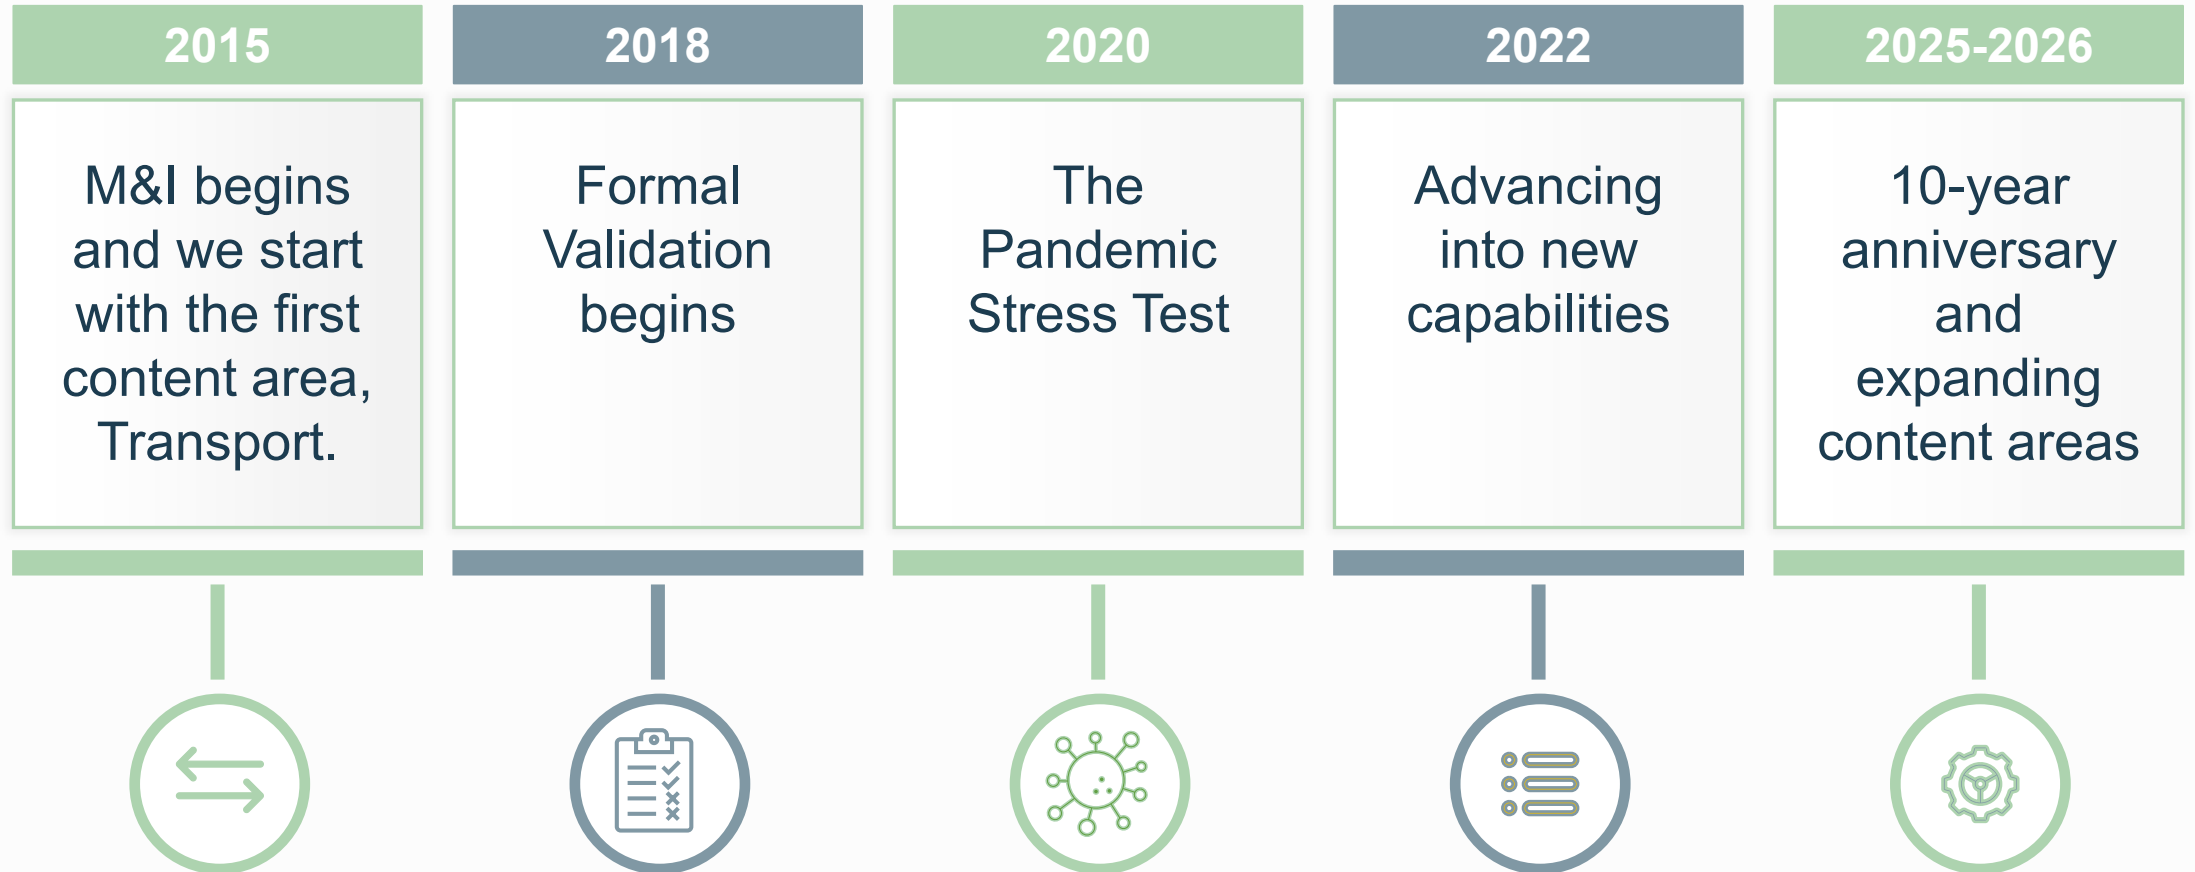 2015
M&I begins
and we start
with the first
content area,
Transport.
2018
Formal
Validation
begins
2020
The
Pandemic
Stress Test
2022
Advancing
into new
capabilities
2025-2026
10-year
anniversary
and
expanding
content areas